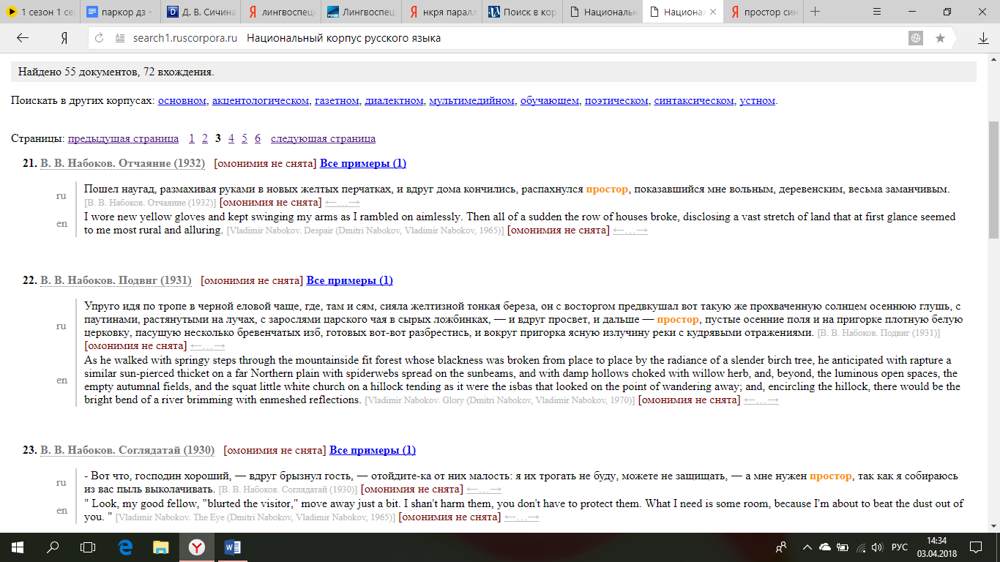 1 сезон 1 сер
паркор дз -
Д. В. Сичина
лингвоспец
Лингвоспец
нкря паралл
Поиск в кор
Националь
Национа
простор син
search1.ruscorpora.ru Национальный корпус русского языка
Найдено 55 документов, 72 вхождения.
Поискать в других корпусах: основном, акцентологическом, газетном, диалектном, мультимедийном, обучающем, поэтическом, синтаксическом, устном.
Страницы: предыдущая страница 1 2 3 4 5 6 следующая страница
21. В. В. Набоков. Отчаяние (1932) [омонимия не снята] Все примеры (1)
ru
Пошел наугад, размахивая руками в новых желтых перчатках, и вдруг дома кончились, распахнулся простор, показавшийся мне вольным, деревенским, весьма заманчивым.
[В. В. Набоков. Отчаяние (1932)] [омонимия не снята] ←…→
en
I wore new yellow gloves and kept swinging my arms as I rambled on aimlessly. Then all of a sudden the row of houses broke, disclosing a vast stretch of land that at first glance seemed
to me most rural and alluring. [Vladimir Nabokov. Despair (Dmitri Nabokov, Vladimir Nabokov, 1965)] [омонимия не снята] ←…→
22. В. В. Набоков. Подвиг (1931) [омонимия не снята] Все примеры (1)
ru
Упруго идя по тропе в черной еловой чаще, где, там и сям, сияла желтизной тонкая береза, он с восторгом предвкушал вот такую же прохваченную солнцем осеннюю глушь, с
паутинами, растянутыми на лучах, с зарослями царского чая в сырых ложбинках, — и вдруг просвет, и дальше — простор, пустые осенние поля и на пригорке плотную белую
церковку, пасущую несколько бревенчатых изб, готовых вот-вот разбрестись, и вокруг пригорка ясную излучину реки с кудрявыми отражениями. [В. В. Набоков. Подвиг (1931)]
[омонимия не снята] ←…→
en
As he walked with springy steps through the mountainside fit forest whose blackness was broken from place to place by the radiance of a slender birch tree, he anticipated with rapture a
similar sun-pierced thicket on a far Northern plain with spiderwebs spread on the sunbeams, and with damp hollows choked with willow herb, and, beyond, the luminous open spaces, the
empty autumnal fields, and the squat little white church on a hillock tending as it were the isbas that looked on the point of wandering away; and, encircling the hillock, there would be the
bright bend of a river brimming with enmeshed reflections. [Vladimir Nabokov. Glory (Dmitri Nabokov, Vladimir Nabokov, 1970)] [омонимия не снята] ←…→
23. В. В. Набоков. Соглядатай (1930) [омонимия не снята] Все примеры (1)
ru
- Вот что, господин хороший, — вдруг брызнул гость, — отойдите-ка от них малость: я их трогать не буду, можете не защищать, — а мне нужен простор, так как я собираюсь
из вас пыль выколачивать. [В. В. Набоков. Соглядатай (1930)] [омонимия не снята] ←…→
en
" Look, my good fellow, "blurted the visitor," move away just a bit. I shan't harm them, you don't have to protect them. What I need is some room, because I'm about to beat the dust out of
you. " [Vladimir Nabokov. The Eye (Dmitri Nabokov, Vladimir Nabokov, 1965)] [омонимия не снята] ←…→
РУС
14:34
03.04.2018